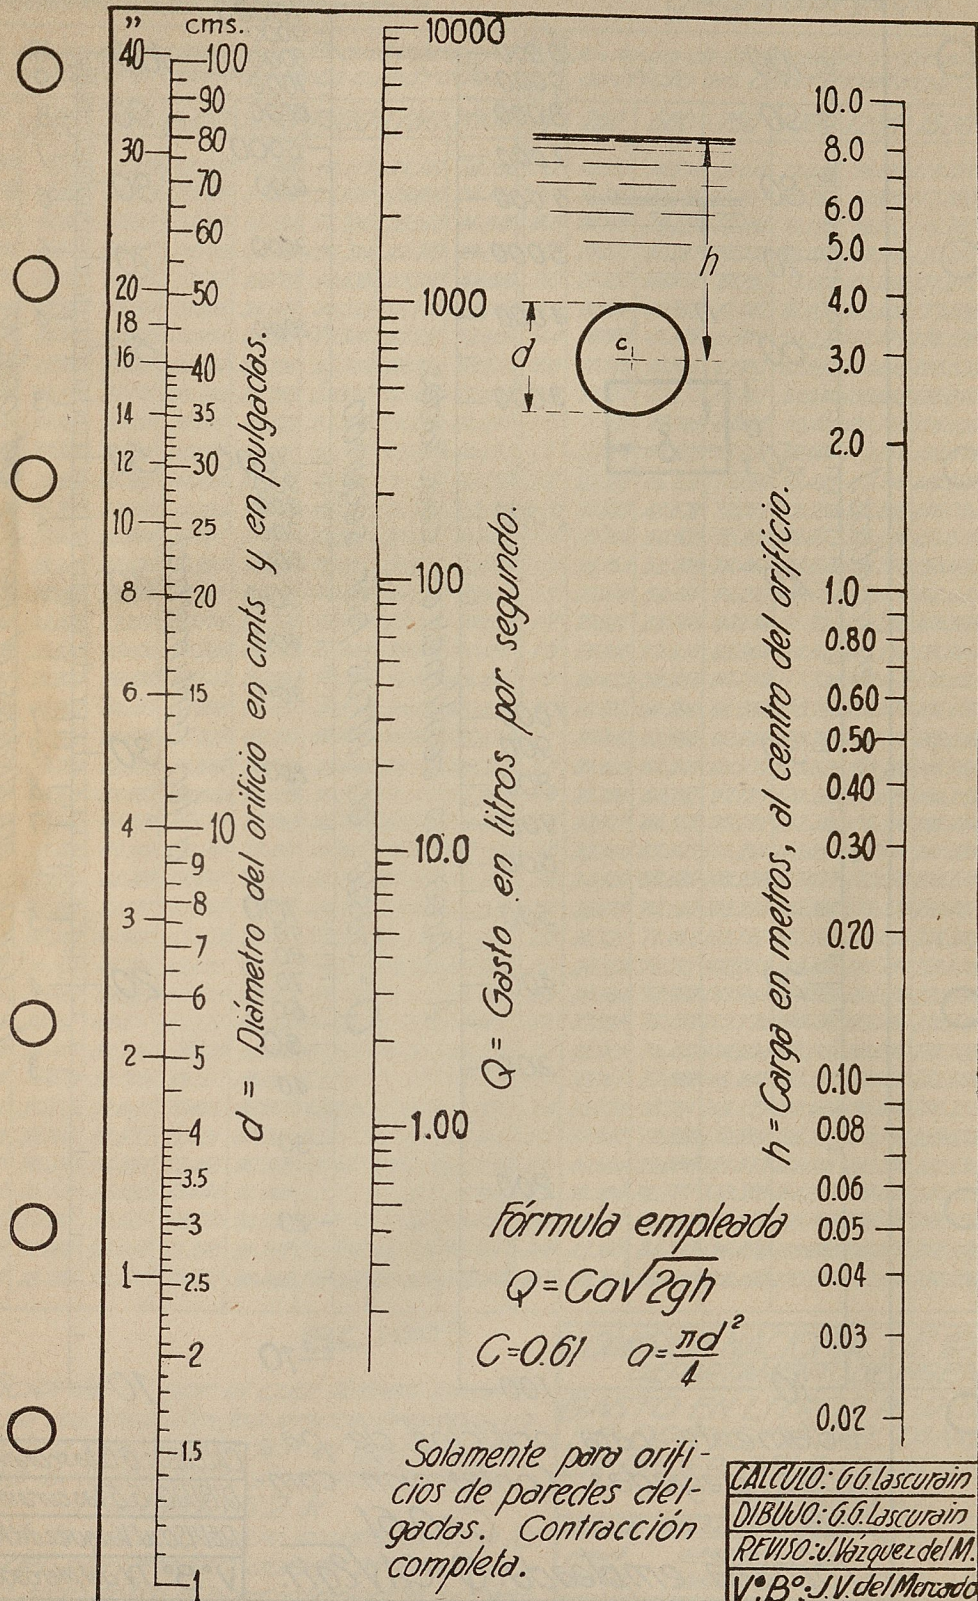 " cms.
40 100
90
30 80
70
60
20 50
18
16 40
14 35
12 30
10 25
8 20
6 15
4 10
9
8
3 7
6
2 5
4
3.5
3
1 2.5
2
1.5
1
d = Diámetro del orificio en cmts y en pulgadas.
10000
1000
100
10.0
1.00
Q = Gasto en litros por segundo.
h
d
c
10.0
8.0
6.0
5.0
4.0
3.0
2.0
1.0
0.80
0.60
0.50
0.40
0.30
0.20
0.10
0.08
0.06
0.05
0.04
0.03
0.02
h = Carga en metros, al centro del orificio.
Fórmula empleada
Q=Ca√2gh
C=0.61 a=πd²/4
Solamente para orifi-
cios de paredes del-
gadas. Contracción
completa.
CALCULO: G.G.Lascurain
DIBUJO: G.G.Lascurain
REVISO: J.Vázquez del M.
V°.B°: J.V. del Mercado